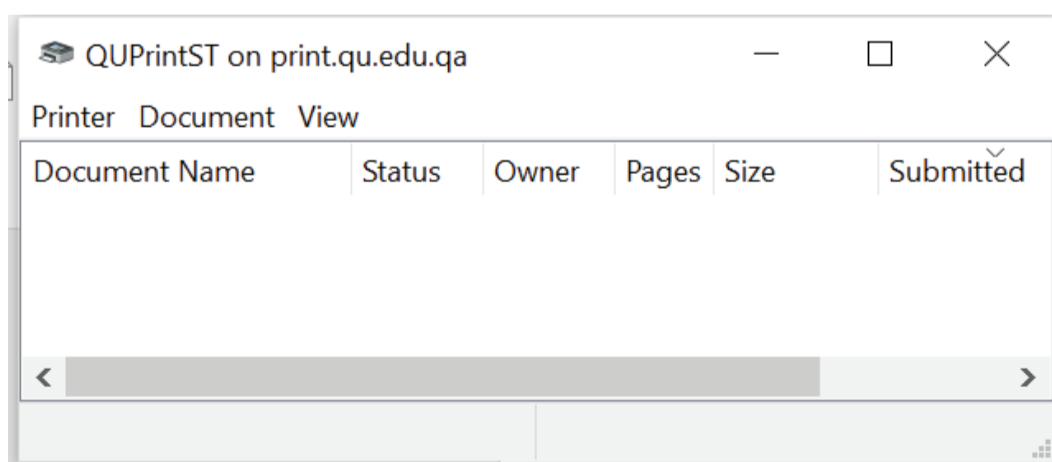 QUPrintST on print.qu.edu.qa
Printer Document View
Document Name Status Owner Pages Size Submitted